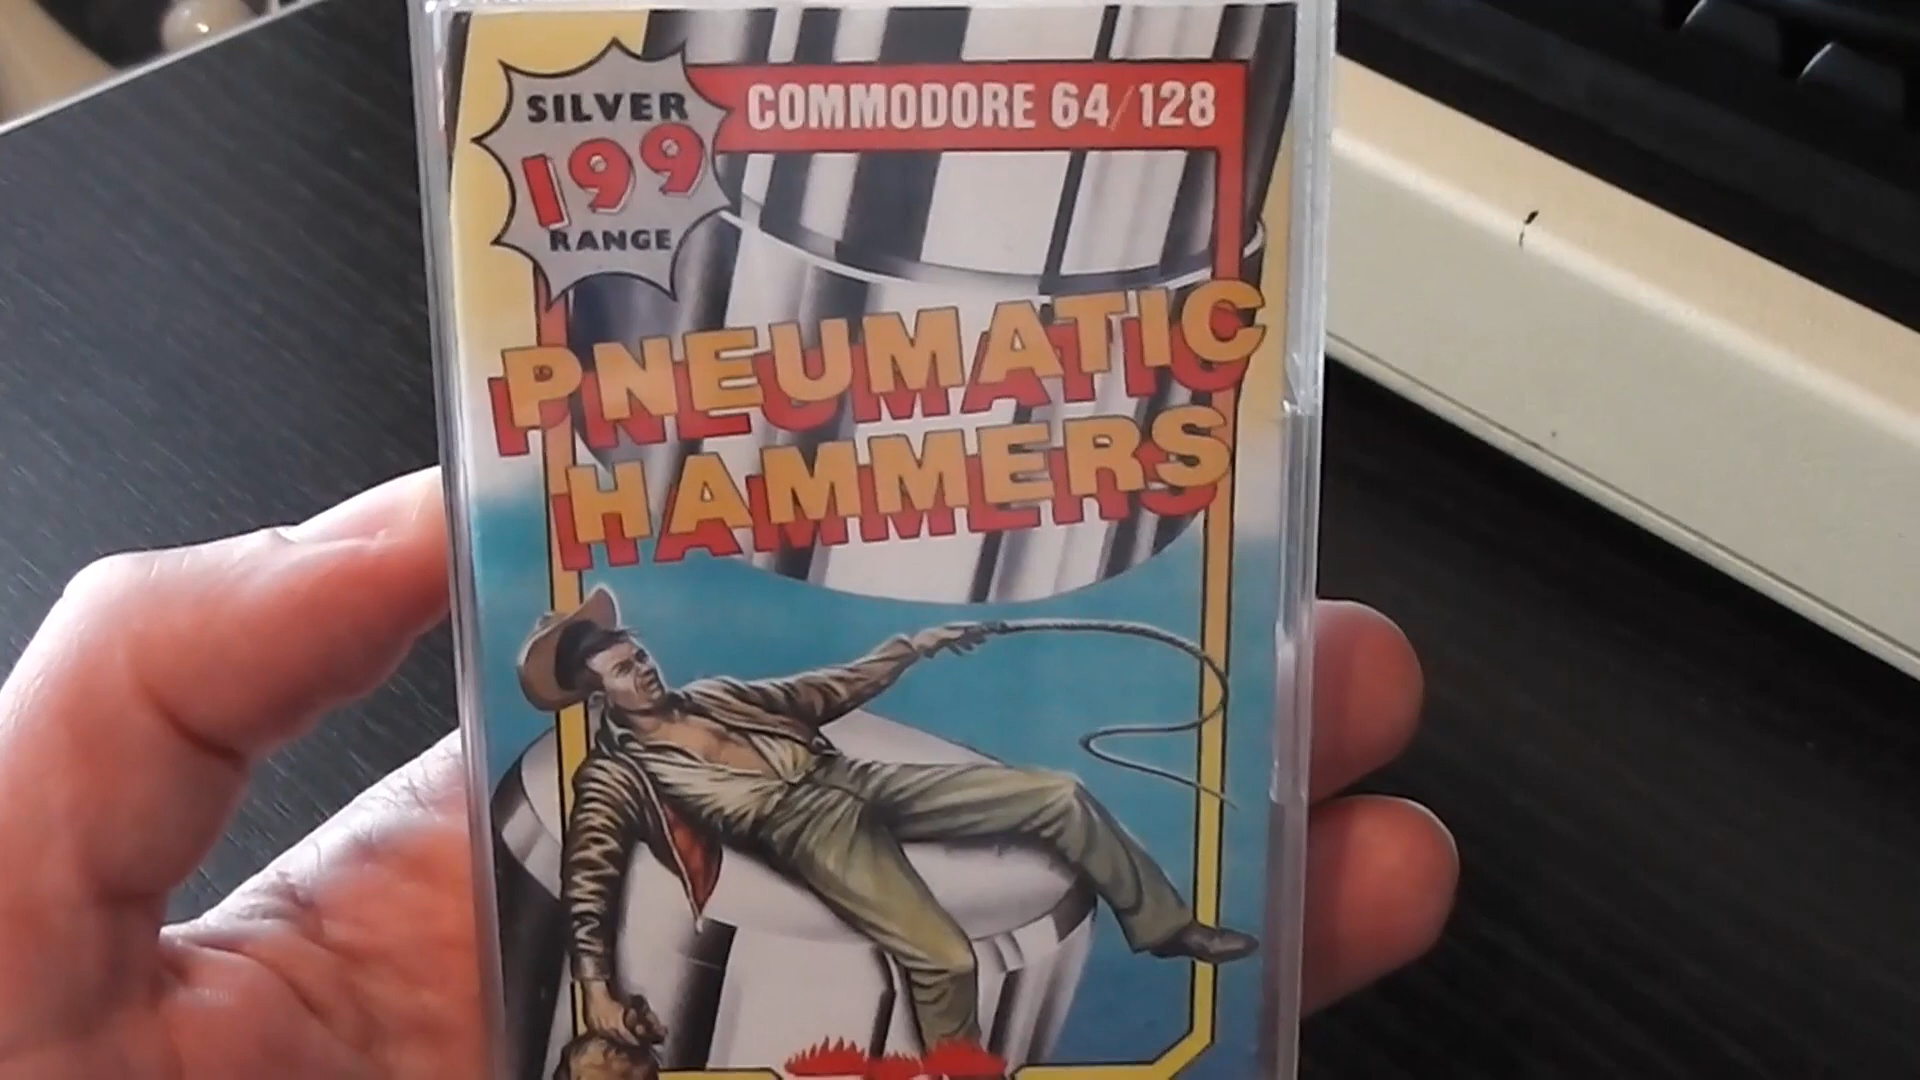 SILVER
199
RANGE
COMMODORE 64/128
PNEUMATIC
HAMMERS